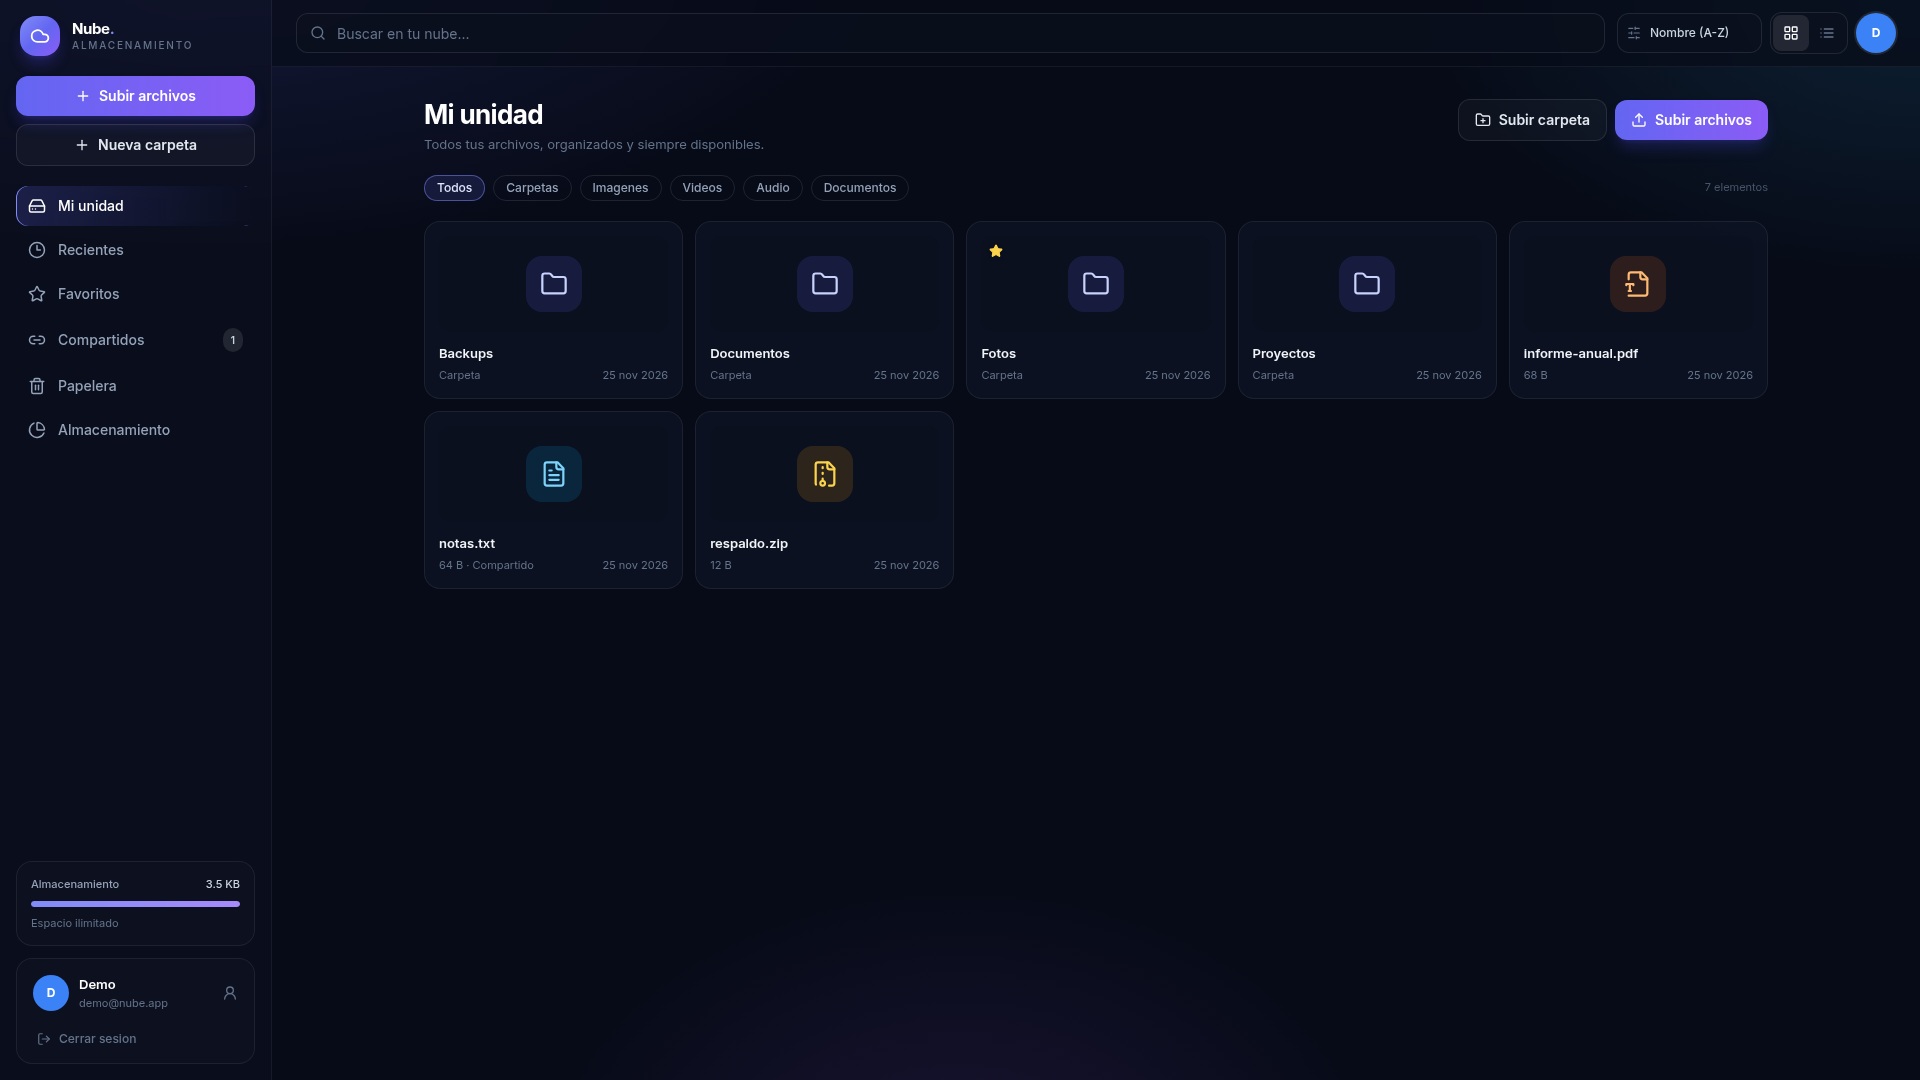 Nube.
ALMACENAMIENTO
Subir archivos
Nueva carpeta
Mi unidad
Recientes
Favoritos
Compartidos 1
Papelera
Almacenamiento
Almacenamiento 3.5 KB
Espacio ilimitado
D Demo
demo@nube.app
Cerrar sesion
Buscar en tu nube...
Nombre (A-Z)
D
Mi unidad
Todos tus archivos, organizados y siempre disponibles.
Subir carpeta
Subir archivos
Todos Carpetas Imagenes Videos Audio Documentos
7 elementos
Backups
Carpeta 25 nov 2026
Documentos
Carpeta 25 nov 2026
Fotos
Carpeta 25 nov 2026
Proyectos
Carpeta 25 nov 2026
informe-anual.pdf
68 B 25 nov 2026
notas.txt
64 B · Compartido 25 nov 2026
respaldo.zip
12 B 25 nov 2026